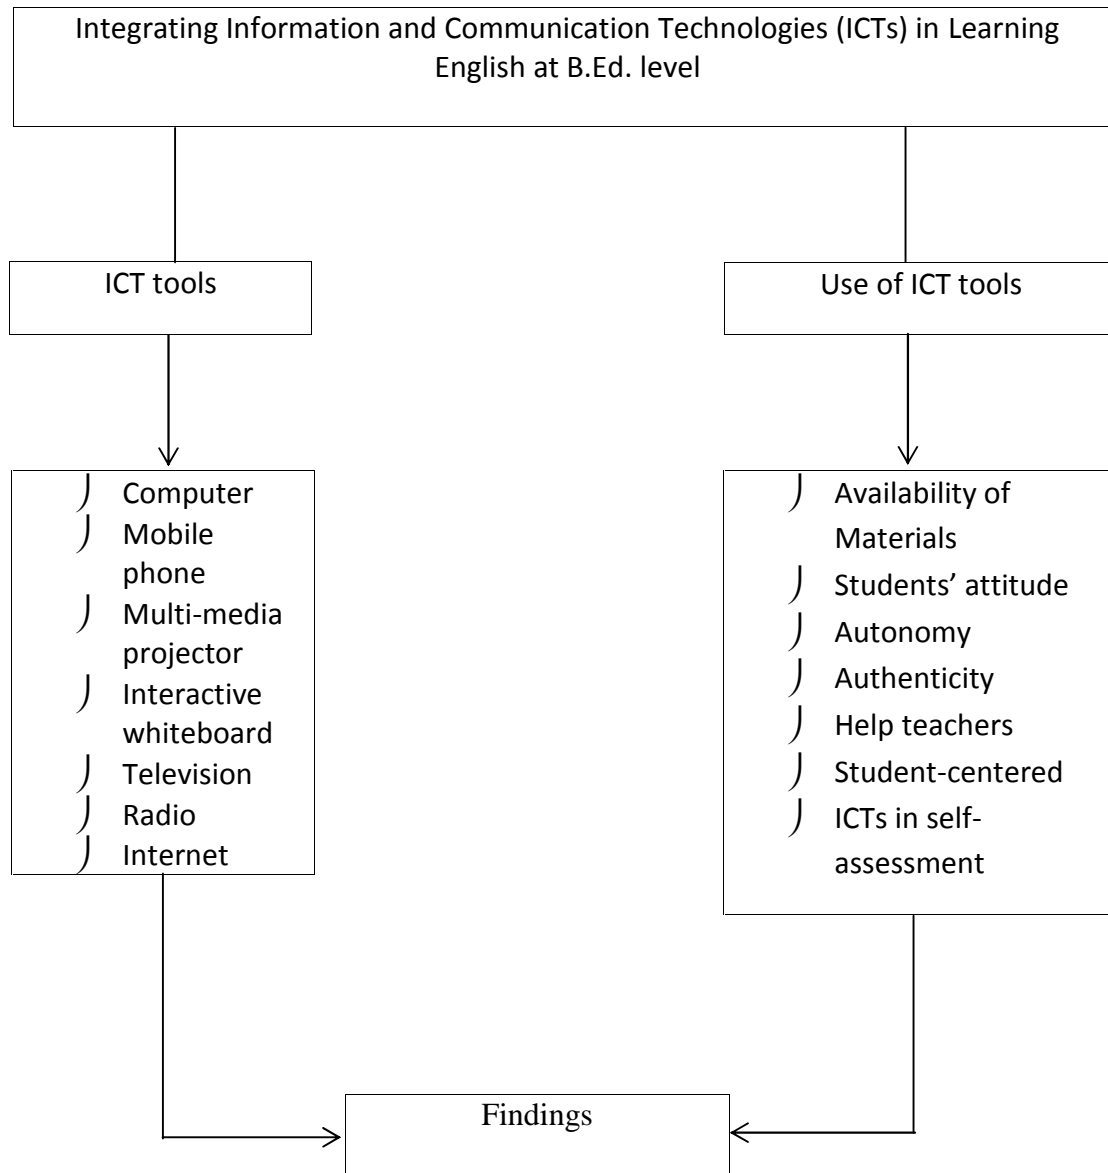 Integrating Information and Communication Technologies (ICTs) in Learning
English at B.Ed. level
ICT tools
Use of ICT tools
Computer
Mobile
phone
Multi-media
projector
Interactive
whiteboard
Television
Radio
Internet
Availability of
Materials
Students’ attitude
Autonomy
Authenticity
Help teachers
Student-centered
ICTs in self-
assessment
Findings